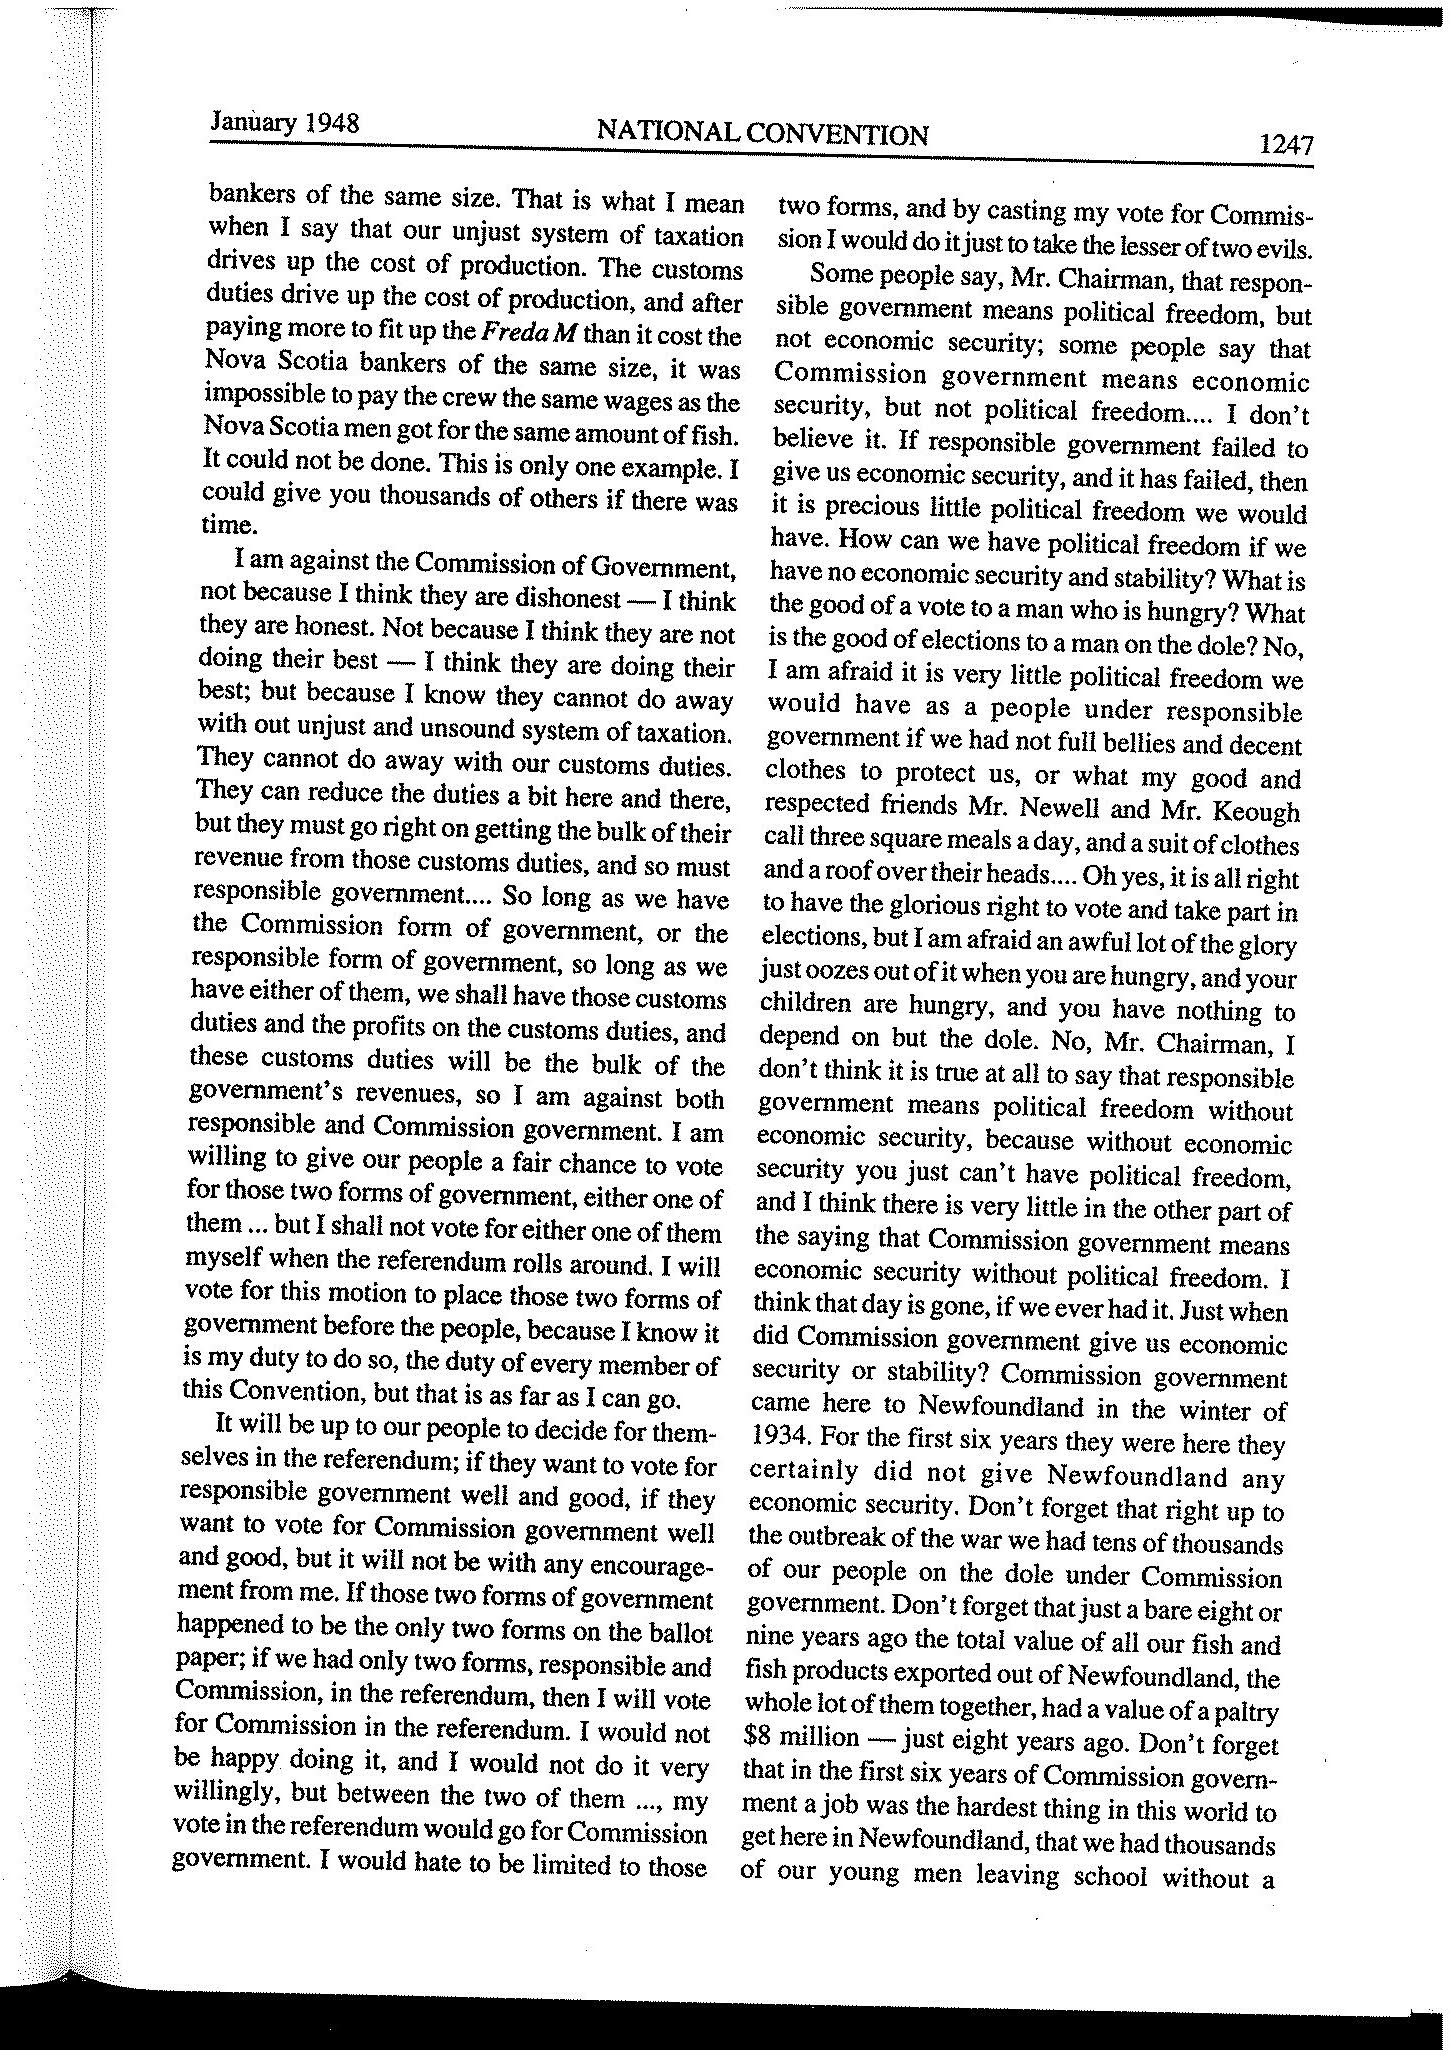 January 1948
NATIONAL CONVENTION
1247
bankers of the same size. That is what I mean
when I say that our unjust system of taxation
drives up the cost of production. The customs
duties drive up the cost of production, and after
paying more to fit up the Freda M than it cost the
Nova Scotia bankers of the same size, it was
impossible to pay the crew the same wages as the
Nova Scotia men got for the same amount of fish.
It could not be done. This is only one example. I
could give you thousands of others if there was
time.
I am against the Commission of Government,
not because I think they are dishonest — I think
they are honest. Not because I think they are not
doing their best — I think they are doing their
best; but because I know they cannot do away
with out unjust and unsound system of taxation.
They cannot do away with our customs duties.
They can reduce the duties a bit here and there,
but they must go right on getting the bulk of their
revenue from those customs duties, and so must
responsible government.... So long as we have
the Commission form of government, or the
responsible form of government, so long as we
have either of them, we shall have those customs
duties and the profits on the customs duties, and
these customs duties will be the bulk of the
government's revenues, so I am against both
responsible and Commission government. I am
willing to give our people a fair chance to vote
for those two forms of government, either one of
them ... but I shall not vote for either one of them
myself when the referendum rolls around. I will
vote for this motion to place those two forms of
government before the people, because I know it
is my duty to do so, the duty of every member of
this Convention, but that is as far as I can go.
It will be up to our people to decide for them-
selves in the referendum; if they want to vote for
responsible government well and good, if they
want to vote for Commission government well
and good, but it will not be with any encourage-
ment from me. If those two forms of government
happened to be the only two forms on the ballot
paper; if we had only two forms, responsible and
Commission, in the referendum, then I will vote
for Commission in the referendum. I would not
be happy doing it, and I would not do it very
willingly, but between the two of them ..., my
vote in the referendum would go for Commission
government. I would hate to be limited to those
two forms, and by casting my vote for Commis-
sion I would do it just to take the lesser of two evils.
Some people say, Mr. Chairman, that respon-
sible government means political freedom, but
not economic security; some people say that
Commission government means economic
security, but not political freedom.... I don't
believe it. If responsible government failed to
give us economic security, and it has failed, then
it is precious little political freedom we would
have. How can we have political freedom if we
have no economic security and stability? What is
the good of a vote to a man who is hungry? What
is the good of elections to a man on the dole? No,
I am afraid it is very little political freedom we
would have as a people under responsible
government if we had not full bellies and decent
clothes to protect us, or what my good and
respected friends Mr. Newell and Mr. Keough
call three square meals a day, and a suit of clothes
and a roof over their heads.... Oh yes, it is all right
to have the glorious right to vote and take part in
elections, but I am afraid an awful lot of the glory
just oozes out of it when you are hungry, and your
children are hungry, and you have nothing to
depend on but the dole. No, Mr. Chairman, I
don't think it is true at all to say that responsible
government means political freedom without
economic security, because without economic
security you just can't have political freedom,
and I think there is very little in the other part of
the saying that Commission government means
economic security without political freedom. I
think that day is gone, if we ever had it. Just when
did Commission government give us economic
security or stability? Commission government
came here to Newfoundland in the winter of
1934. For the first six years they were here they
certainly did not give Newfoundland any
economic security. Don't forget that right up to
the outbreak of the war we had tens of thousands
of our people on the dole under Commission
government. Don't forget that just a bare eight or
nine years ago the total value of all our fish and
fish products exported out of Newfoundland, the
whole lot of them together, had a value of a paltry
$8 million — just eight years ago. Don't forget
that in the first six years of Commission govern-
ment a job was the hardest thing in this world to
get here in Newfoundland, that we had thousands
of our young men leaving school without a